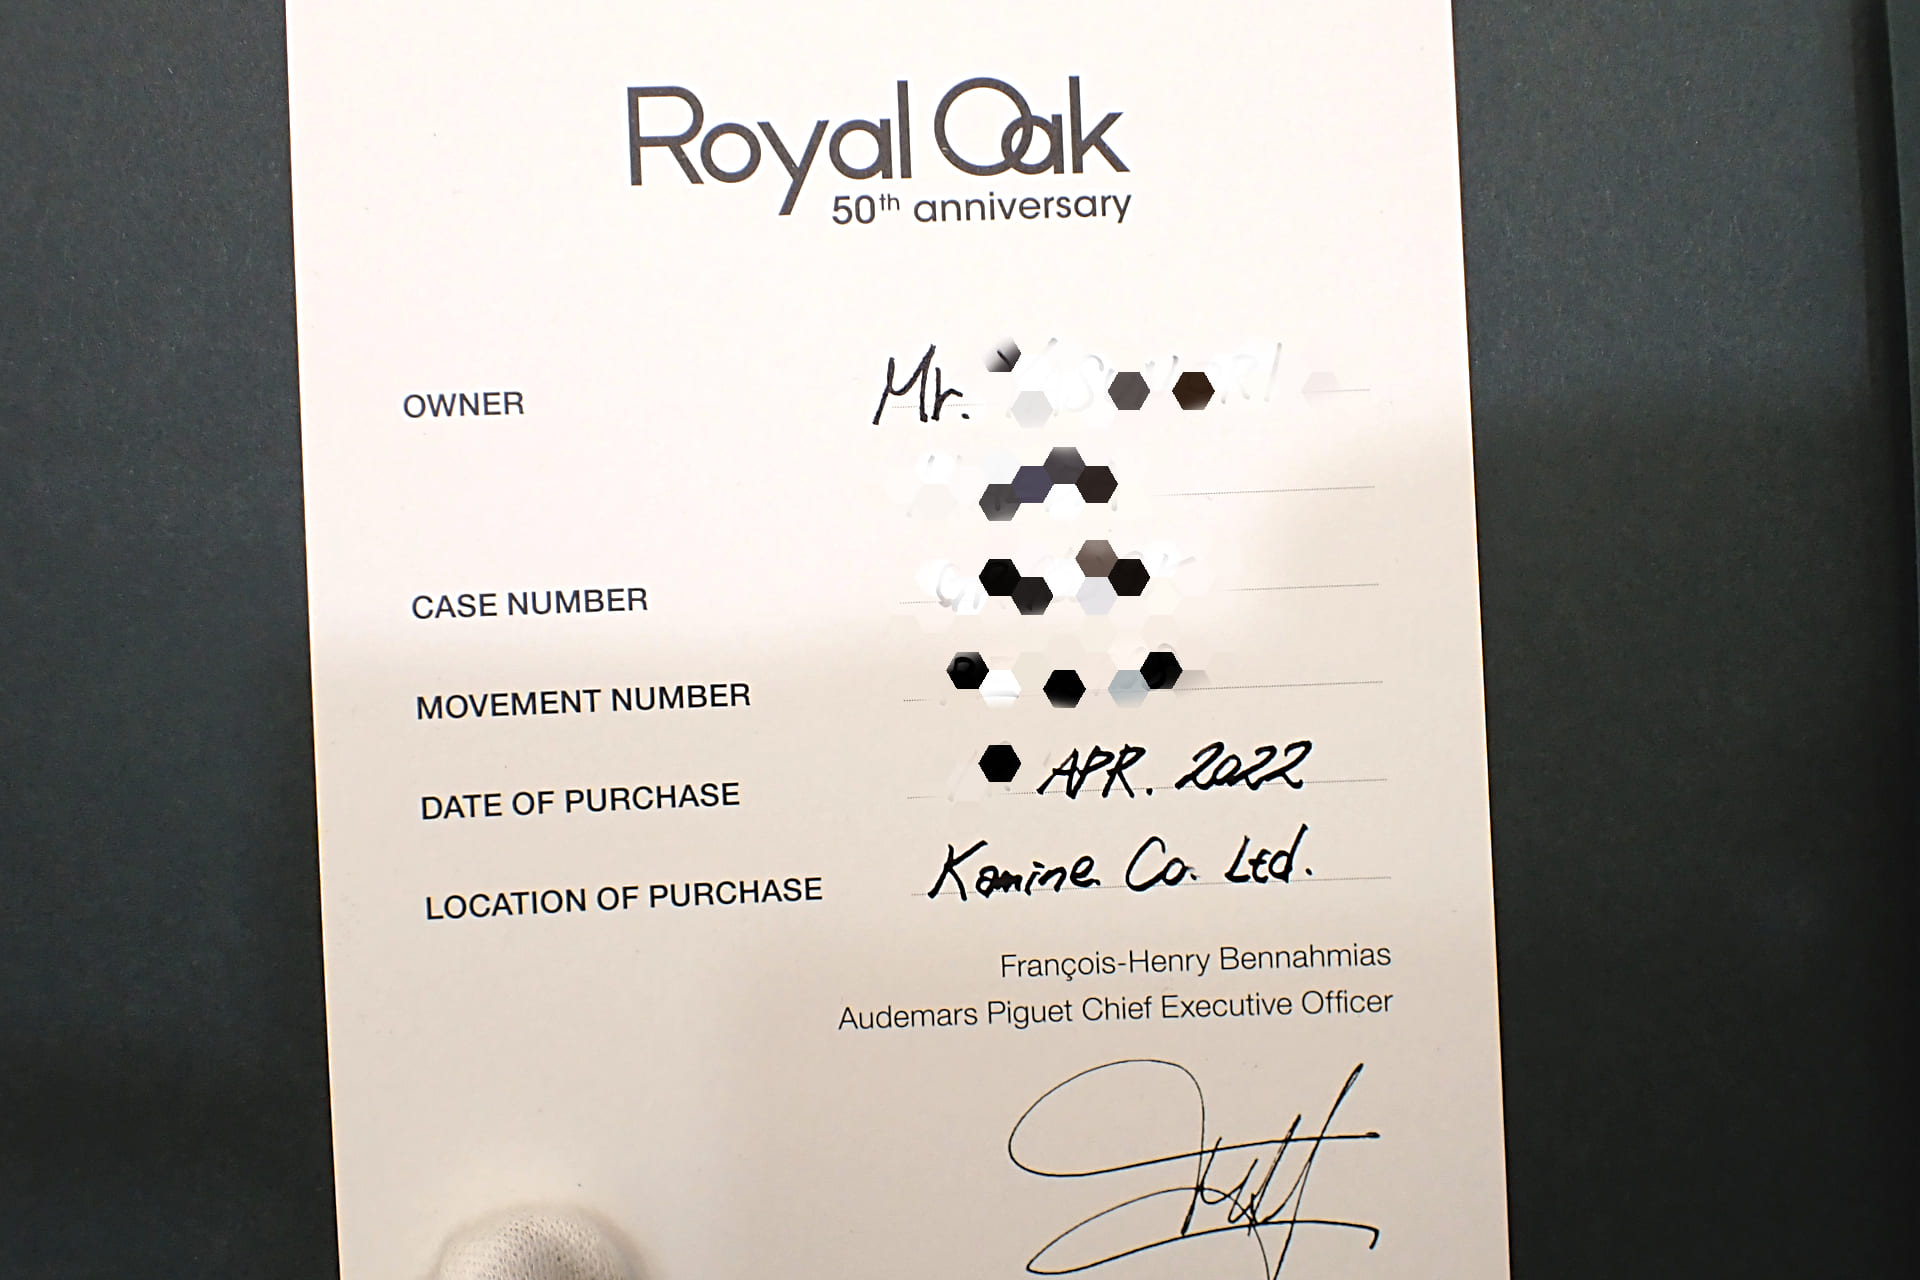 Royal Oak
50th anniversary
OWNER Mr.
CASE NUMBER
MOVEMENT NUMBER
DATE OF PURCHASE APR. 2022
LOCATION OF PURCHASE Kamine Co. Ltd.
François-Henry Bennahmias
Audemars Piguet Chief Executive Officer